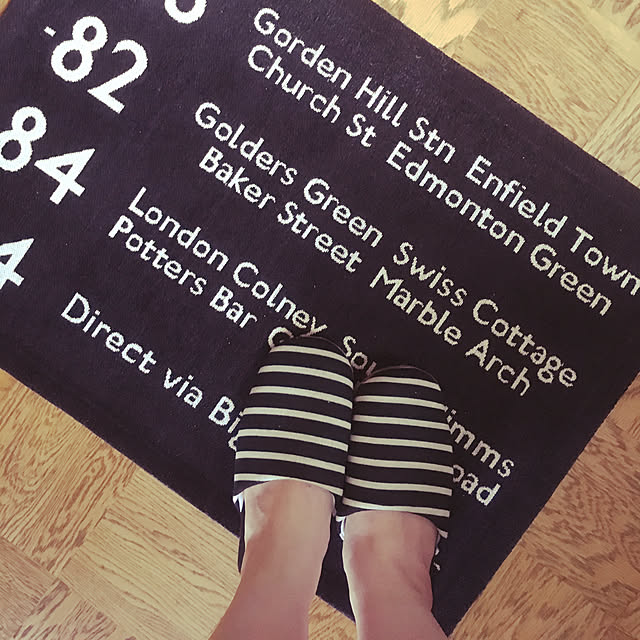 Gorden Hill Stn Enfield Town
Church St Edmonton Green
-82
Golders Green Swiss Cottage
Baker Street Marble Arch
84
London Colney
Potters Bar
4
Direct via